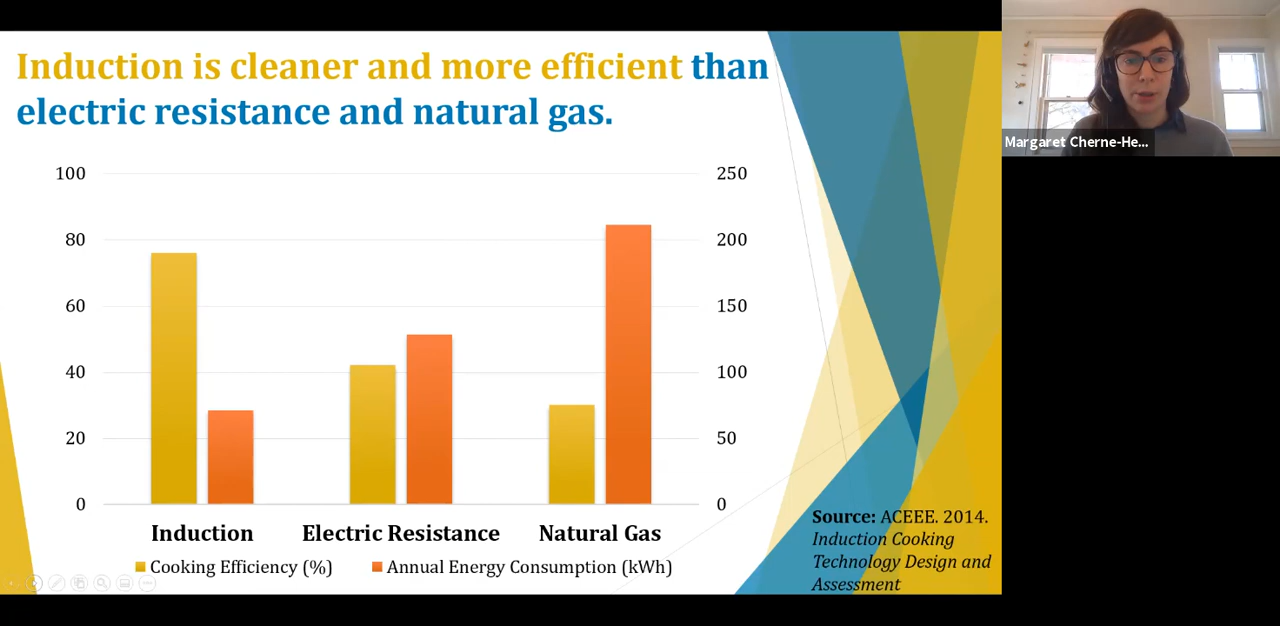 Induction is cleaner and more efficient than
electric resistance and natural gas.
Margaret Cherne-He...
100
80
60
40
20
0
250
200
150
100
50
0
Induction
Electric Resistance
Natural Gas
Cooking Efficiency (%)
Annual Energy Consumption (kWh)
Source: ACEEE. 2014.
Induction Cooking
Technology Design and
Assessment